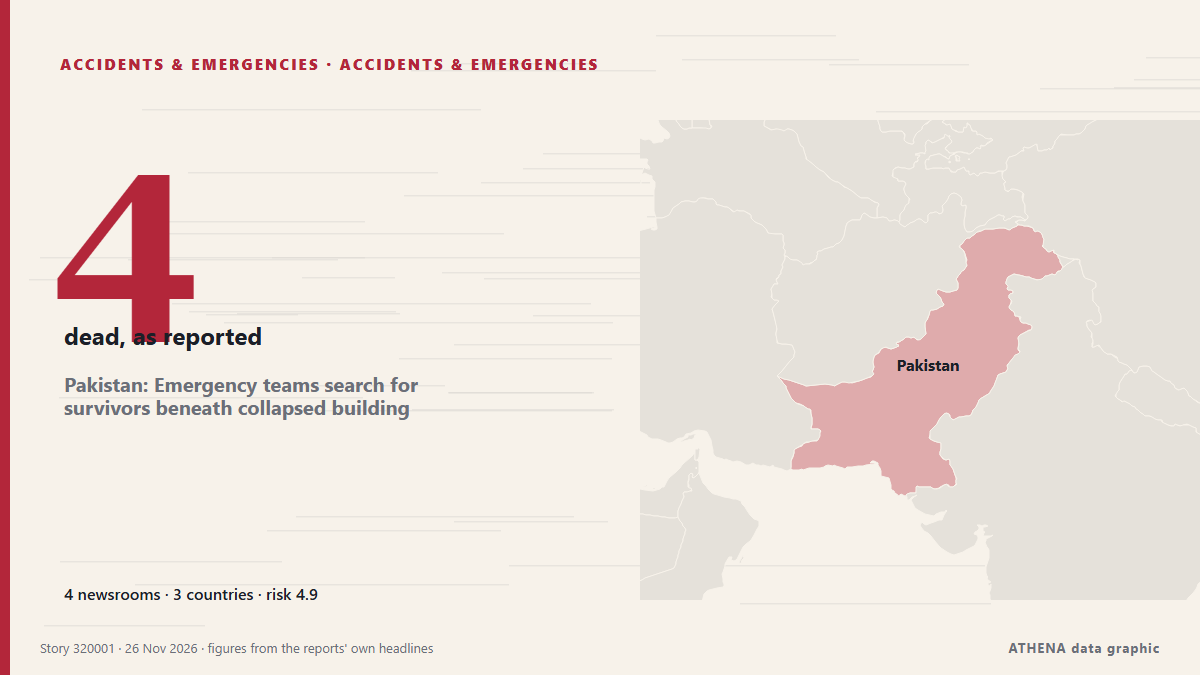 ACCIDENTS & EMERGENCIES · ACCIDENTS & EMERGENCIES
4
dead, as reported
Pakistan: Emergency teams search for
survivors beneath collapsed building
Pakistan
4 newsrooms · 3 countries · risk 4.9
Story 320001 · 26 Nov 2026 · figures from the reports' own headlines
ATHENA data graphic